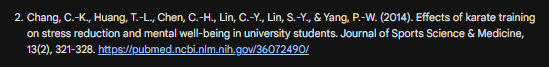 2. Chang, C.-K., Huang, T.-L., Chen, C.-H., Lin, C.-Y., Lin, S.-Y., & Yang, P.-W. (2014). Effects of karate training
on stress reduction and mental well-being in university students. Journal of Sports Science & Medicine,
13(2), 321-328. https://pubmed.ncbi.nlm.nih.gov/36072490/